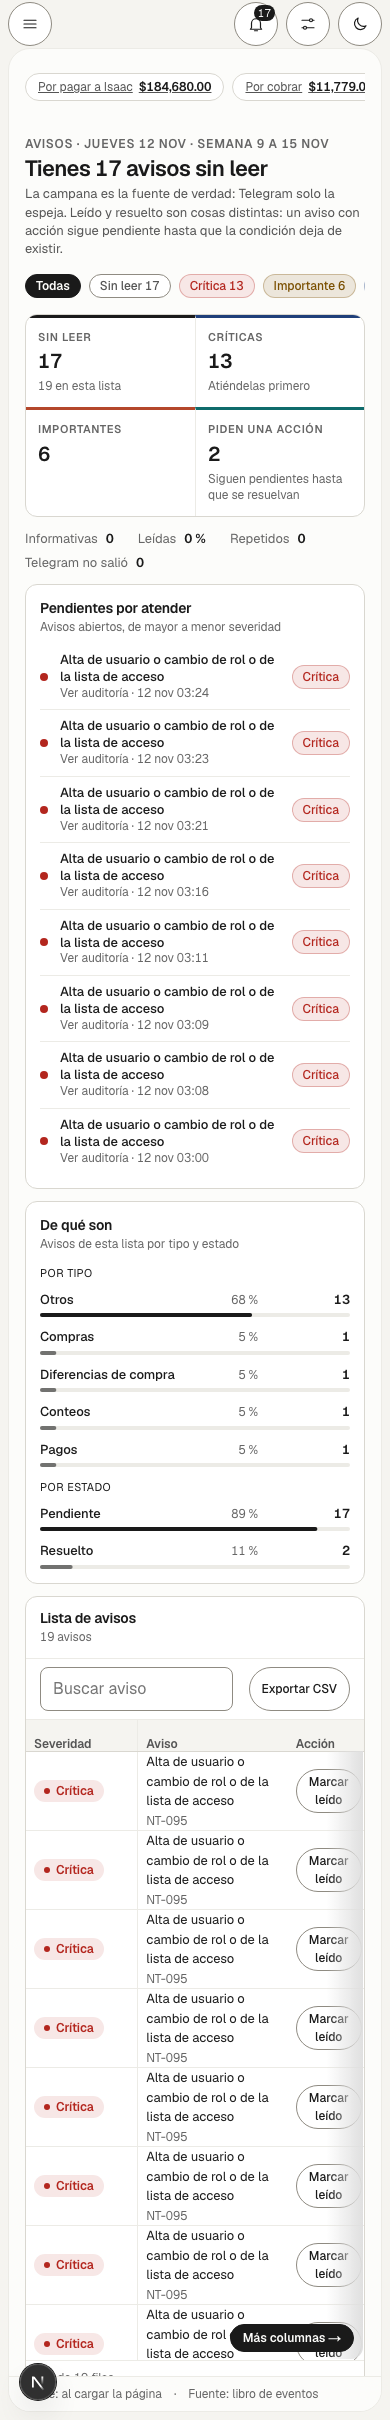 17
Por pagar a Isaac $184,680.00 Por cobrar $11,779.0
AVISOS · JUEVES 12 NOV · SEMANA 9 A 15 NOV
Tienes 17 avisos sin leer
La campana es la fuente de verdad: Telegram solo la
espeja. Leído y resuelto son cosas distintas: un aviso con
acción sigue pendiente hasta que la condición deja de
existir.
Todas Sin leer 17 Crítica 13 Importante 6
SIN LEER CRÍTICAS
17 13
19 en esta lista Atiéndelas primero
IMPORTANTES PIDEN UNA ACCIÓN
6 2
Siguen pendientes hasta
que se resuelvan
Informativas 0 Leídas 0 % Repetidos 0
Telegram no salió 0
Pendientes por atender
Avisos abiertos, de mayor a menor severidad
Alta de usuario o cambio de rol o de
la lista de acceso Crítica
Ver auditoría · 12 nov 03:24
Alta de usuario o cambio de rol o de
la lista de acceso Crítica
Ver auditoría · 12 nov 03:23
Alta de usuario o cambio de rol o de
la lista de acceso Crítica
Ver auditoría · 12 nov 03:21
Alta de usuario o cambio de rol o de
la lista de acceso Crítica
Ver auditoría · 12 nov 03:16
Alta de usuario o cambio de rol o de
la lista de acceso Crítica
Ver auditoría · 12 nov 03:11
Alta de usuario o cambio de rol o de
la lista de acceso Crítica
Ver auditoría · 12 nov 03:09
Alta de usuario o cambio de rol o de
la lista de acceso Crítica
Ver auditoría · 12 nov 03:08
Alta de usuario o cambio de rol o de
la lista de acceso Crítica
Ver auditoría · 12 nov 03:00
De qué son
Avisos de esta lista por tipo y estado
POR TIPO
Otros 68 % 13
Compras 5 % 1
Diferencias de compra 5 % 1
Conteos 5 % 1
Pagos 5 % 1
POR ESTADO
Pendiente 89 % 17
Resuelto 11 % 2
Lista de avisos
19 avisos
Buscar aviso Exportar CSV
Severidad Aviso Acción
Alta de usuario o
Crítica cambio de rol o de la Marcar
lista de acceso leído
NT-095
Alta de usuario o
Crítica cambio de rol o de la Marcar
lista de acceso leído
NT-095
Alta de usuario o
Crítica cambio de rol o de la Marcar
lista de acceso leído
NT-095
Alta de usuario o
Crítica cambio de rol o de la Marcar
lista de acceso leído
NT-095
Alta de usuario o
Crítica cambio de rol o de la Marcar
lista de acceso leído
NT-095
Alta de usuario o
Crítica cambio de rol o de la Marcar
lista de acceso leído
NT-095
Alta de usuario o
Crítica cambio de rol o de la Marcar
lista de acceso leído
NT-095
Alta de usuario o
Crítica cambio de rol Más columnas →
lista de acceso
N al cargar la página · Fuente: libro de eventos